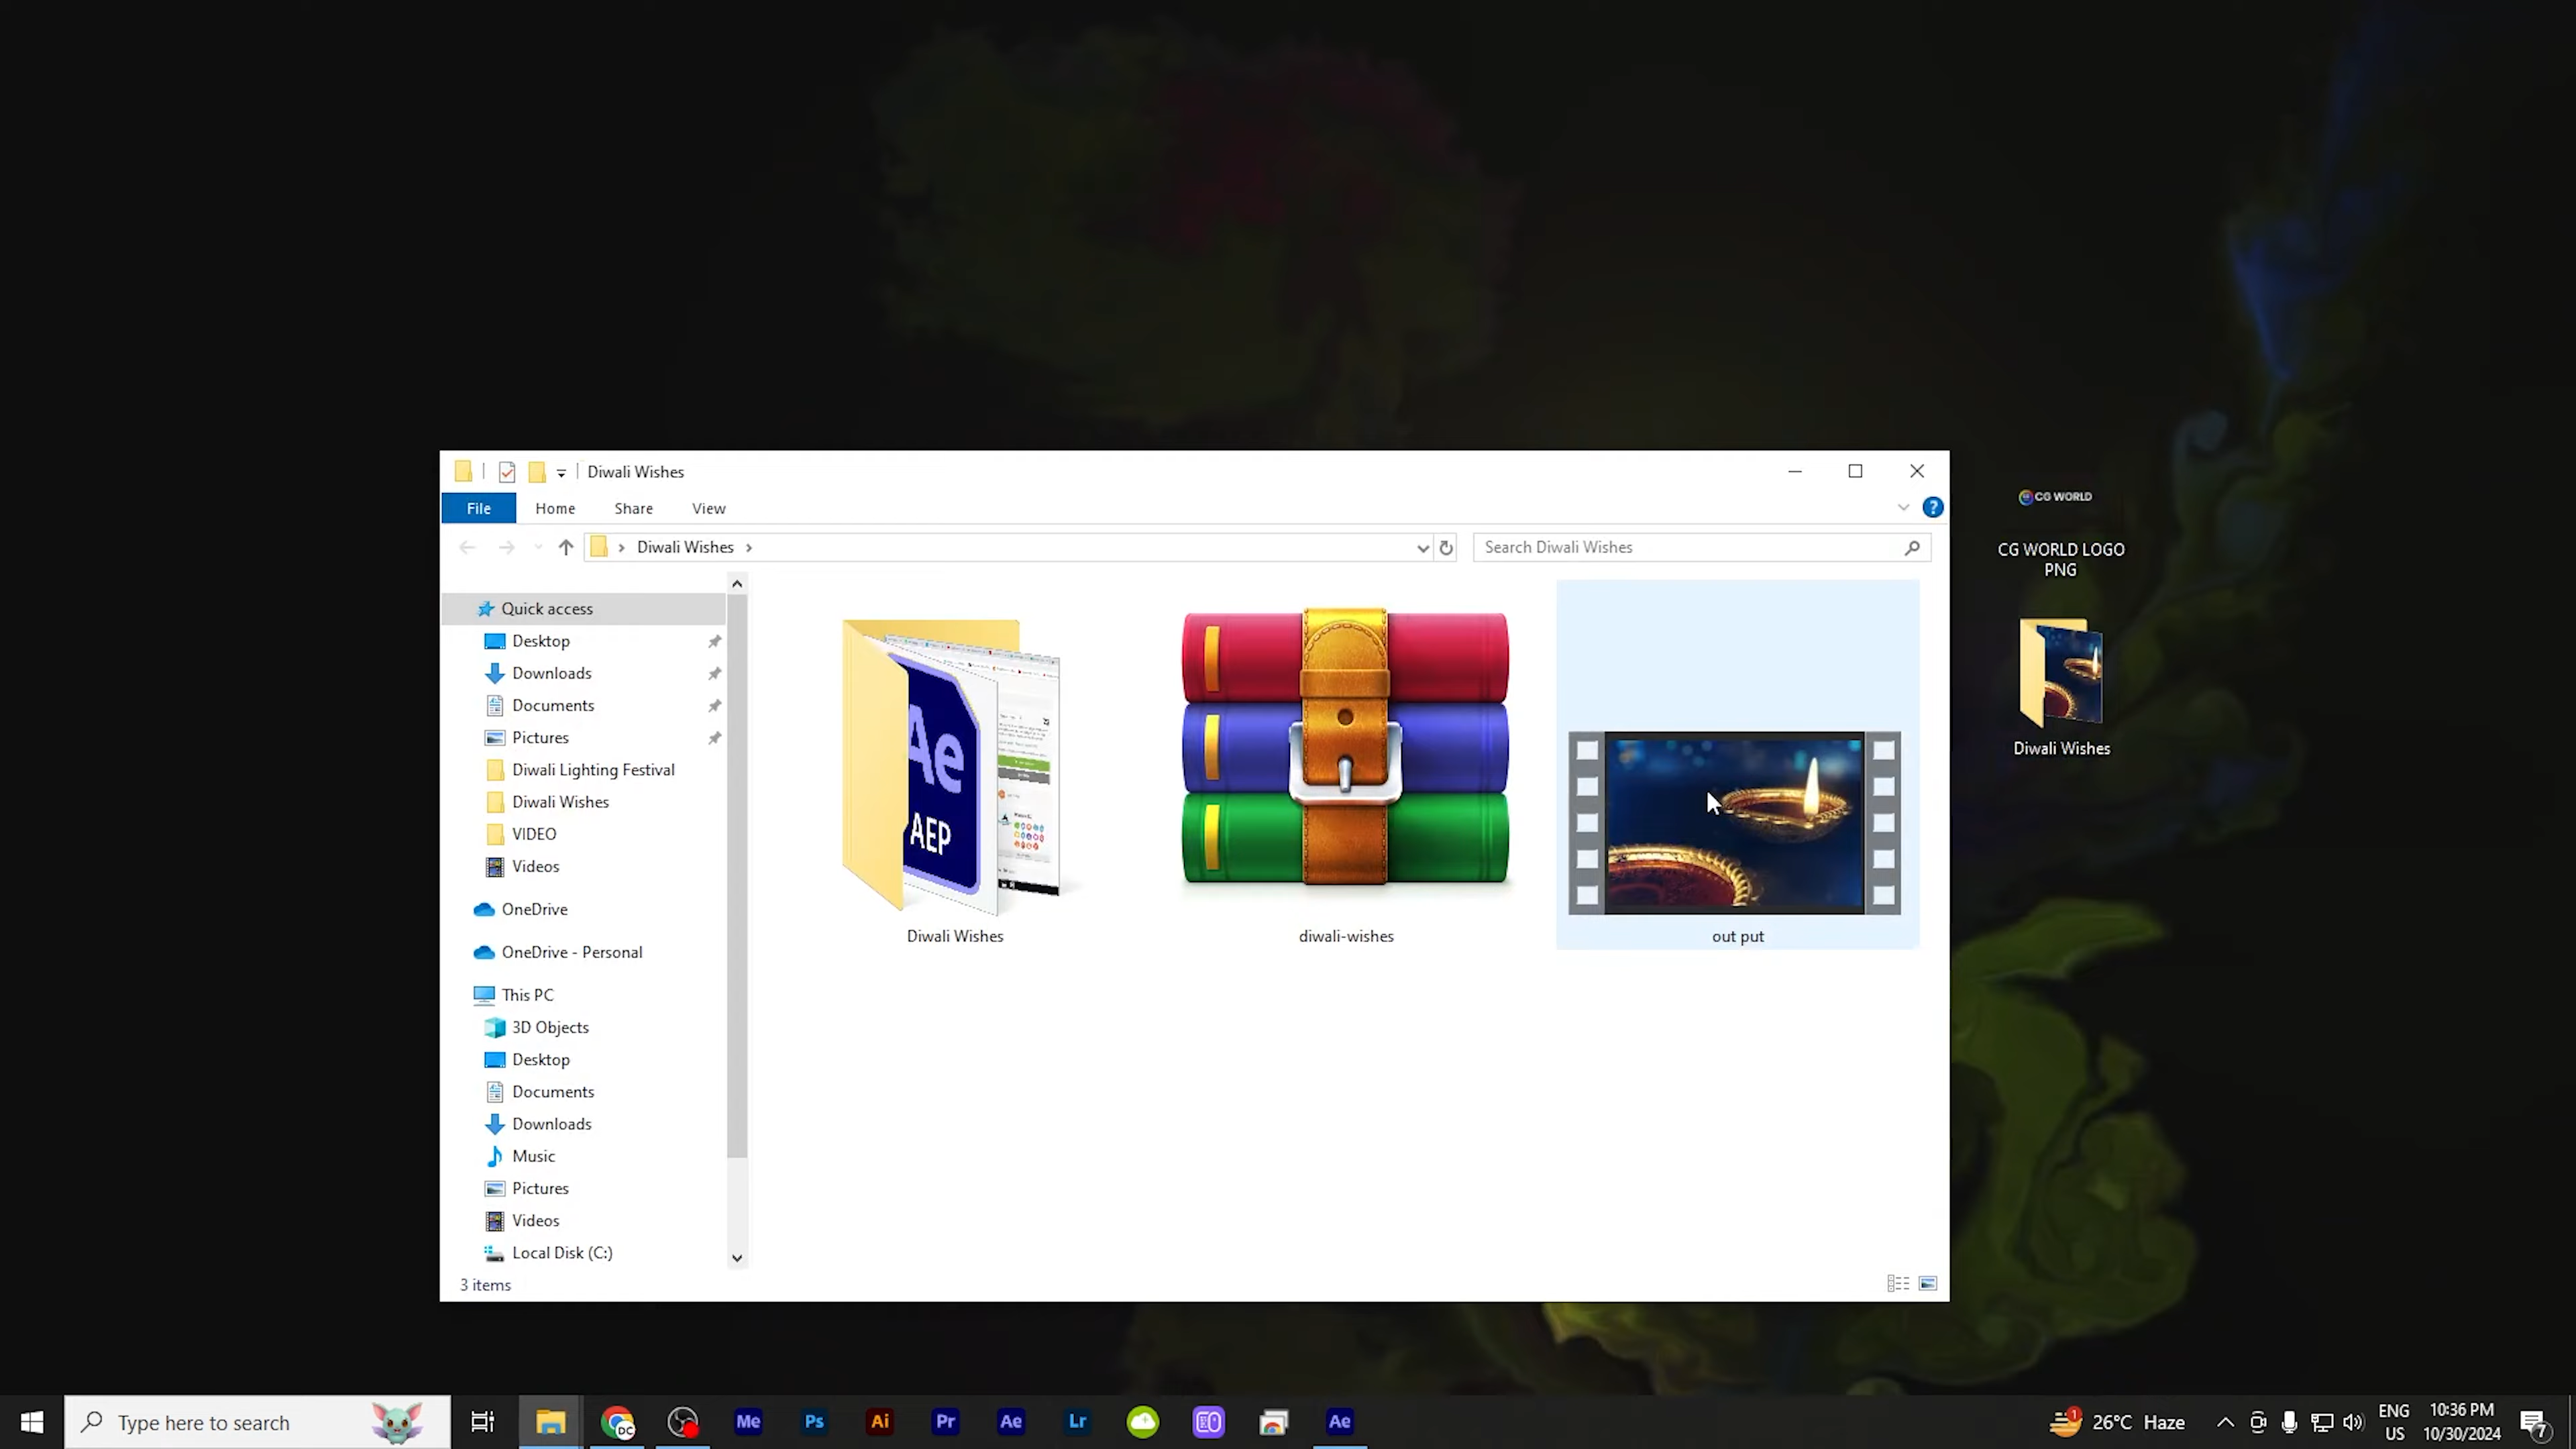 Diwali Wishes
File Home Share View
Diwali Wishes
Search Diwali Wishes
Quick access
Desktop
Downloads
Documents
Pictures
Diwali Lighting Festival
Diwali Wishes
VIDEO
Videos
OneDrive
OneDrive - Personal
This PC
3D Objects
Desktop
Documents
Downloads
Music
Pictures
Videos
Local Disk (C:)
3 items
Ae
AEP
Diwali Wishes
diwali-wishes
out put
CG WORLD
CG WORLD LOGO
PNG
Diwali Wishes
Type here to search
DC
Me
Ps
Ai
Pr
Ae
Lr
Ae
1
26°C Haze
ENG
US
10:36 PM
10/30/2024
7